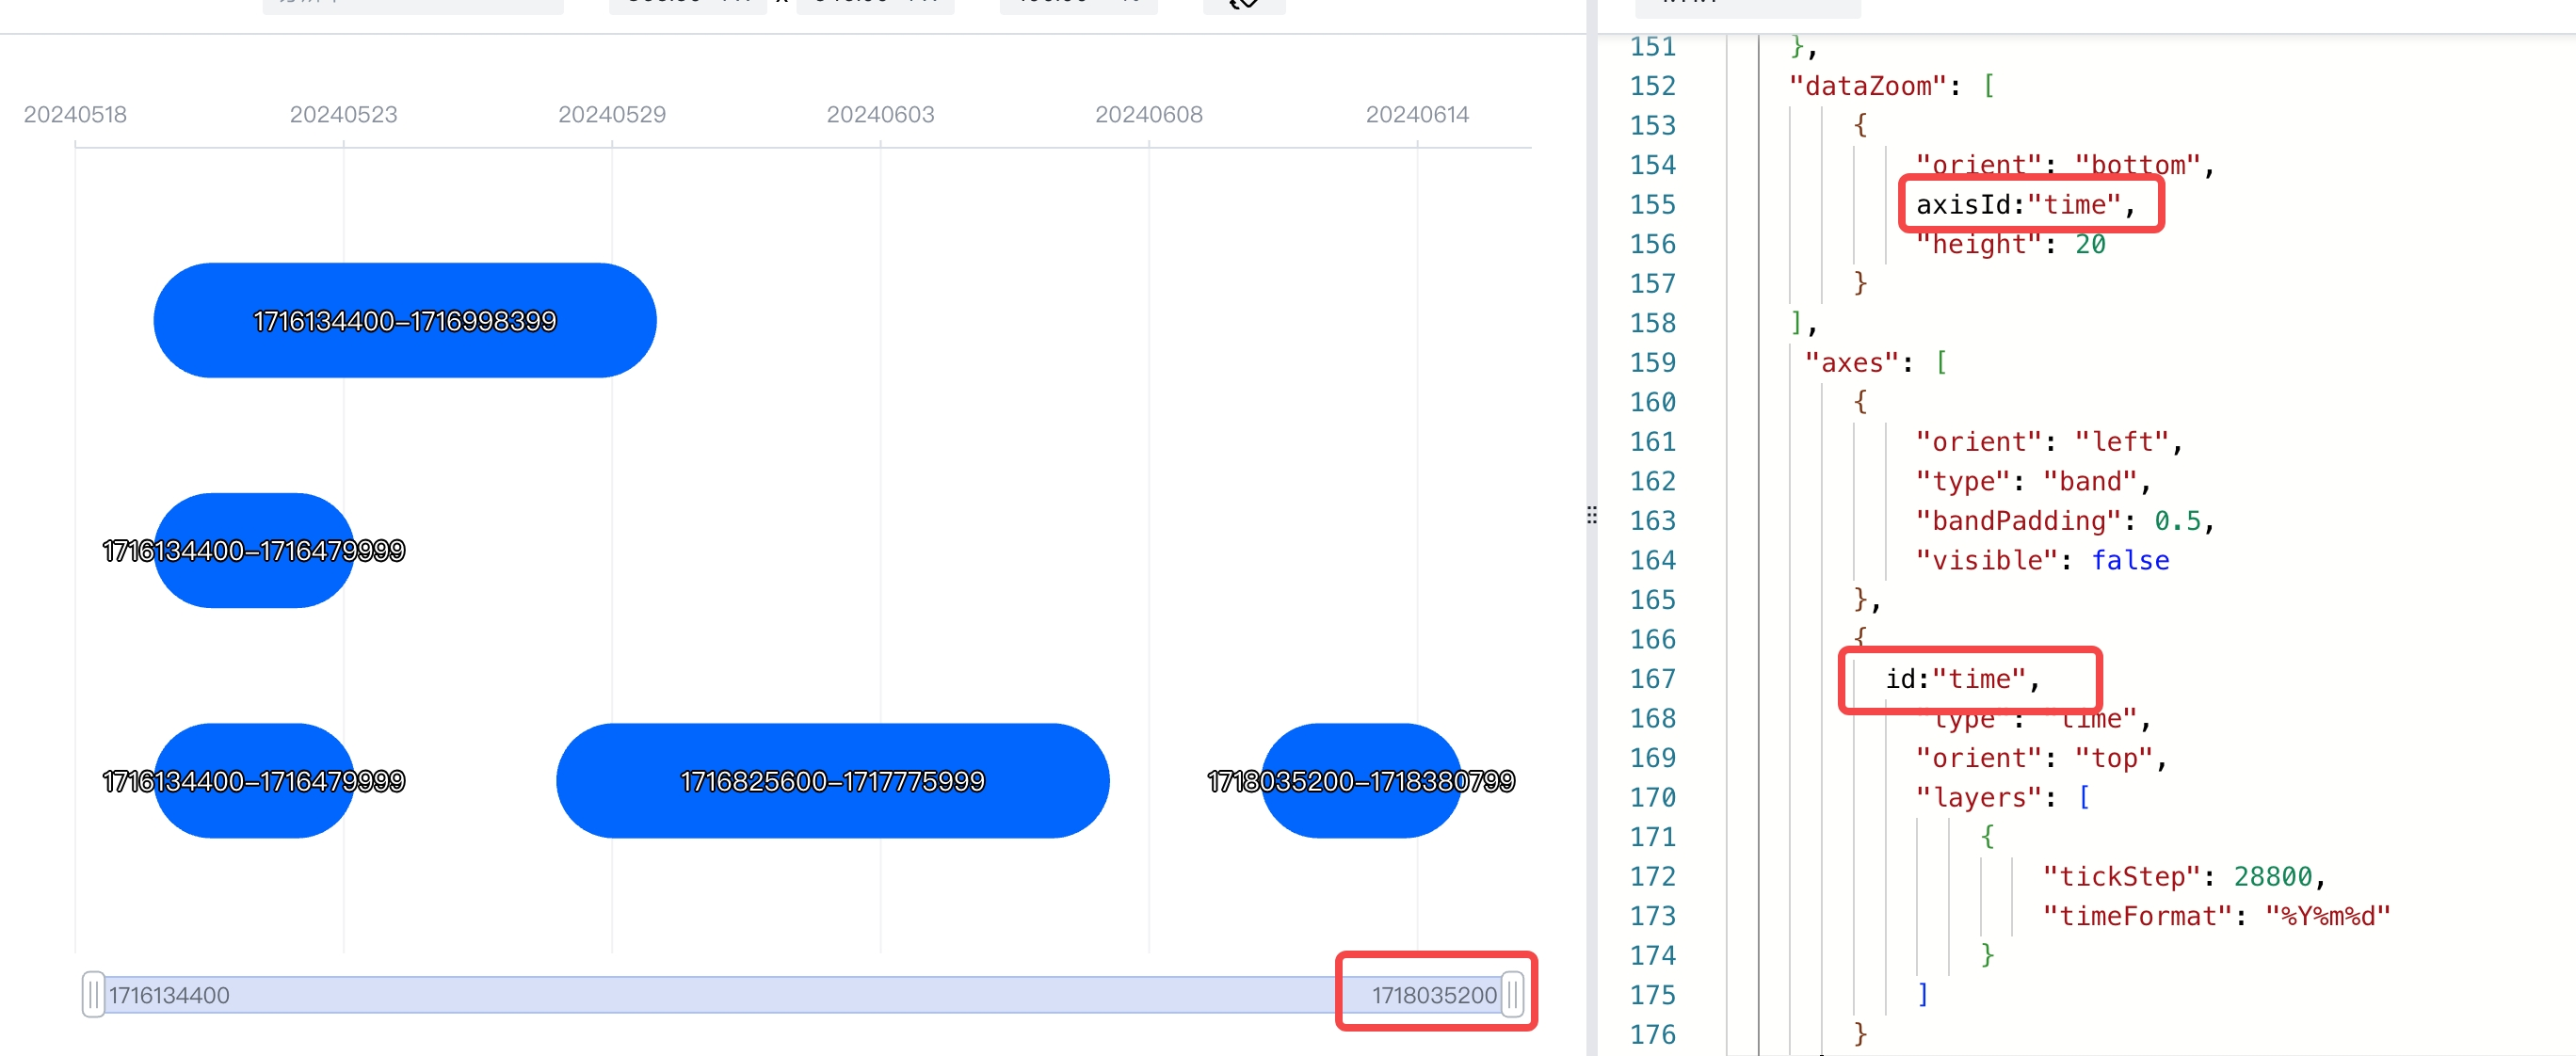 20240518 20240523 20240529 20240603 20240608 20240614
1716134400-1716998399
1716134400-1716479999
1716134400-1716479999 1716825600-1717775999 1718035200-1718380799
1716134400 1718035200
151 },
152 "dataZoom": [
153 {
154 "orient": "bottom",
155 axisId:"time",
156 "height": 20
157 }
158 ],
159 "axes": [
160 {
161 "orient": "left",
162 "type": "band",
163 "bandPadding": 0.5,
164 "visible": false
165 },
166 {
167 id:"time",
168 "type": "time",
169 "orient": "top",
170 "layers": [
171 {
172 "tickStep": 28800,
173 "timeFormat": "%Y%m%d"
174 }
175 ]
176 }